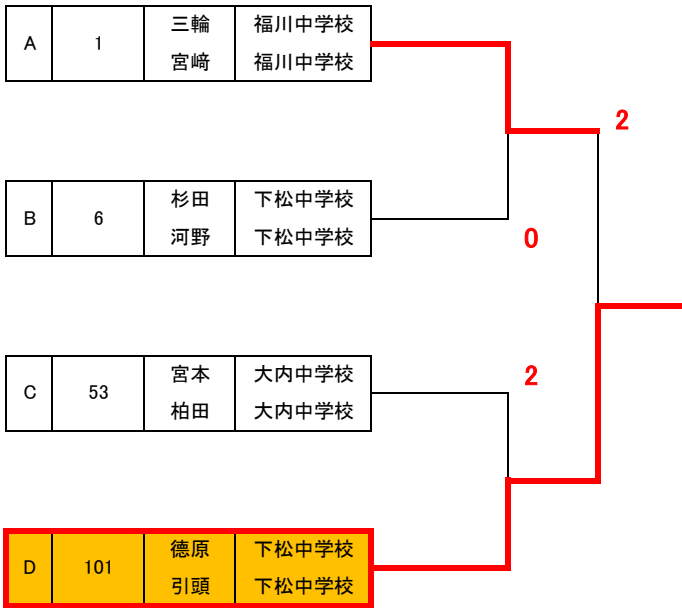 A 1 三輪 福川中学校
宮﨑 福川中学校
2
B 6 杉田 下松中学校
河野 下松中学校
0
C 53 宮本 大内中学校
柏田 大内中学校
2
D 101 德原 下松中学校
引頭 下松中学校